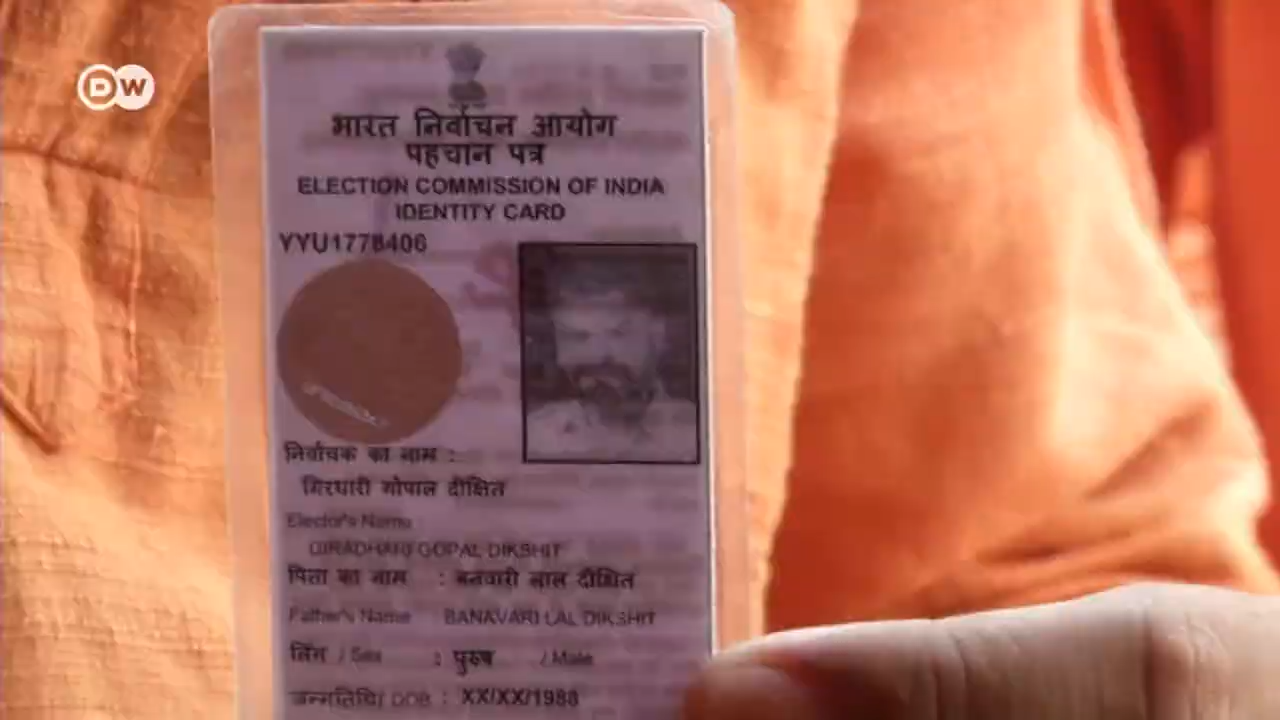 DW
भारत निर्वाचन आयोग
पहचान पत्र
ELECTION COMMISSION OF INDIA
IDENTITY CARD
YYU1778406
निर्वाचक का नाम :
गिरधारी गोपाल दीक्षित
Elector's Name
GIRADHARI GOPAL DIKSHIT
पिता का नाम : बनवारी लाल दीक्षित
Father's Name BANAVARI LAL DIKSHIT
लिंग / Sex : पुरुष / Male
जन्मतिथि/ DOB : XX/XX/1988